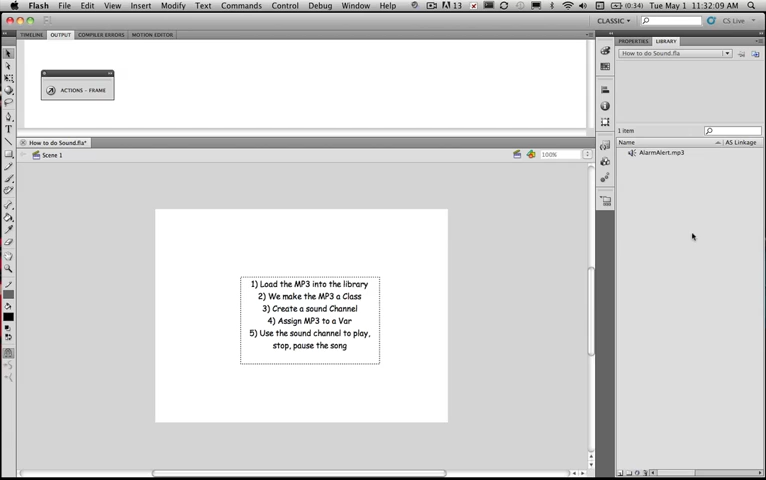 Flash File Edit View Insert Modify Text Commands Control Debug Window Help 13 (0:34) Tue May 1 11:32:09 AM
CLASSIC CS Live
TIMELINE OUTPUT COMPILER ERRORS MOTION EDITOR
PROPERTIES LIBRARY
How to do Sound.fla
ACTIONS - FRAME
1 item
How to do Sound.fla*
Name AS Linkage
Scene 1 100%
AlarmAlert.mp3
1) Load the MP3 into the library
2) We make the MP3 a Class
3) Create a sound Channel
4) Assign MP3 to a Var
5) Use the sound channel to play,
stop, pause the song